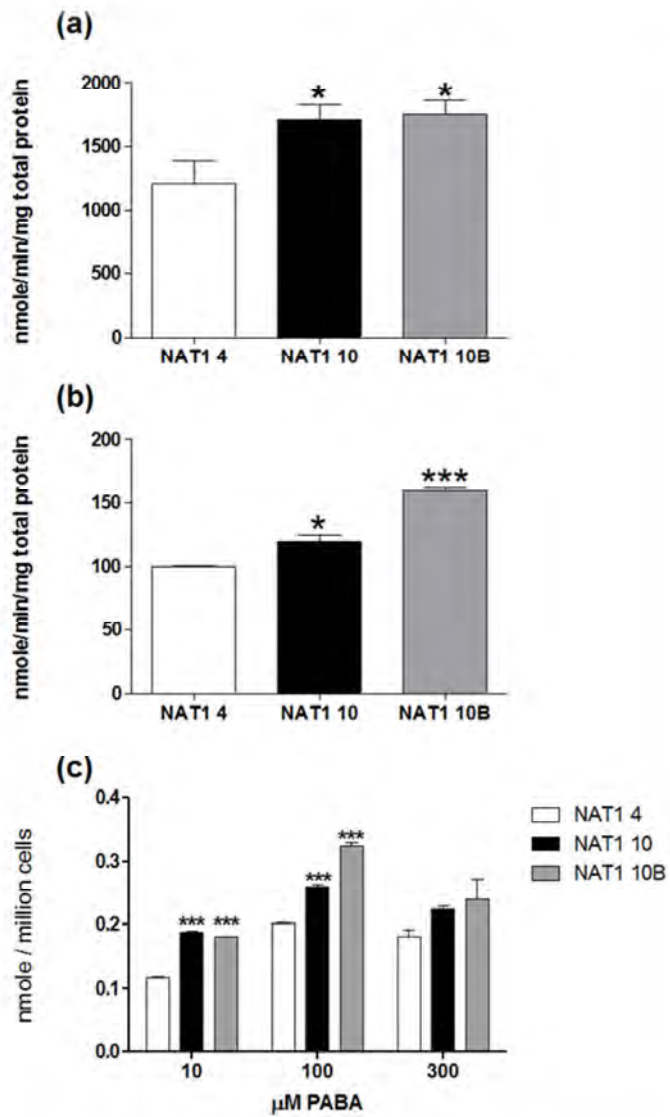 (a)
nmole/min/mg total protein
2000
1500
1000
500
0
* *
NAT1 4 NAT1 10 NAT1 10B
(b)
nmole/min/mg total protein
200
150
100
50
0
* ***
NAT1 4 NAT1 10 NAT1 10B
(c)
nmole / million cells
0.4
0.3
0.2
0.1
0.0
*** *** *** ***
10 100 300
μM PABA
NAT1 4
NAT1 10
NAT1 10B